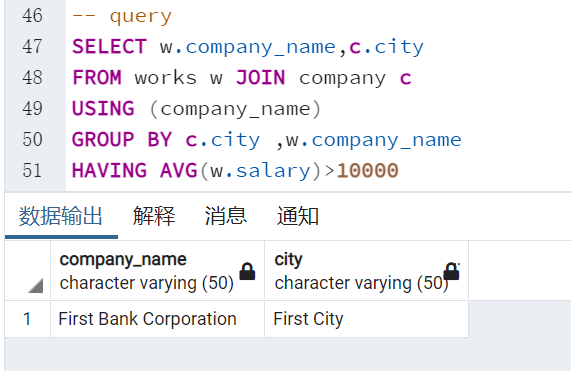 46 -- query
47 SELECT w.company_name,c.city
48 FROM works w JOIN company c
49 USING (company_name)
50 GROUP BY c.city ,w.company_name
51 HAVING AVG(w.salary)>10000
数据输出 解释 消息 通知
company_name city
character varying (50) character varying (50)
1 First Bank Corporation First City